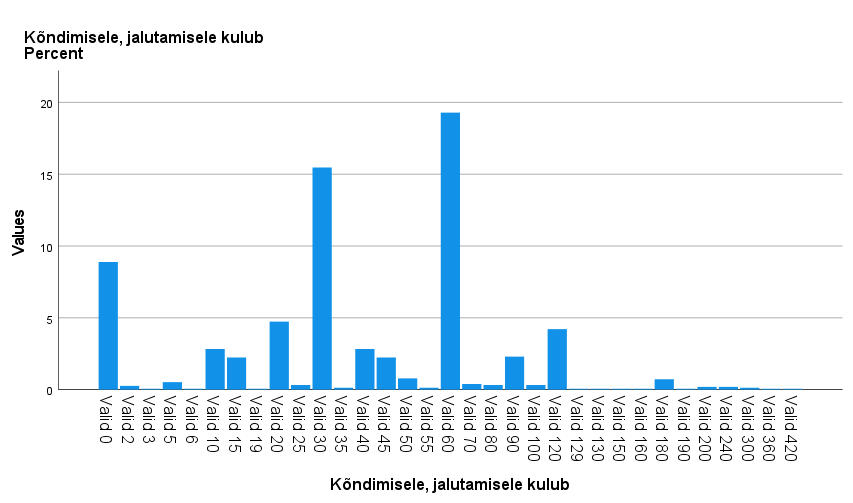 Kõndimisele, jalutamisele kulub
Percent
20
15
10
5
0
Values
Valid 0
Valid 2
Valid 3
Valid 5
Valid 6
Valid 10
Valid 15
Valid 19
Valid 20
Valid 25
Valid 30
Valid 35
Valid 40
Valid 45
Valid 50
Valid 55
Valid 60
Valid 70
Valid 80
Valid 90
Valid 100
Valid 120
Valid 129
Valid 130
Valid 150
Valid 160
Valid 180
Valid 190
Valid 200
Valid 240
Valid 300
Valid 360
Valid 420
Kõndimisele, jalutamisele kulub